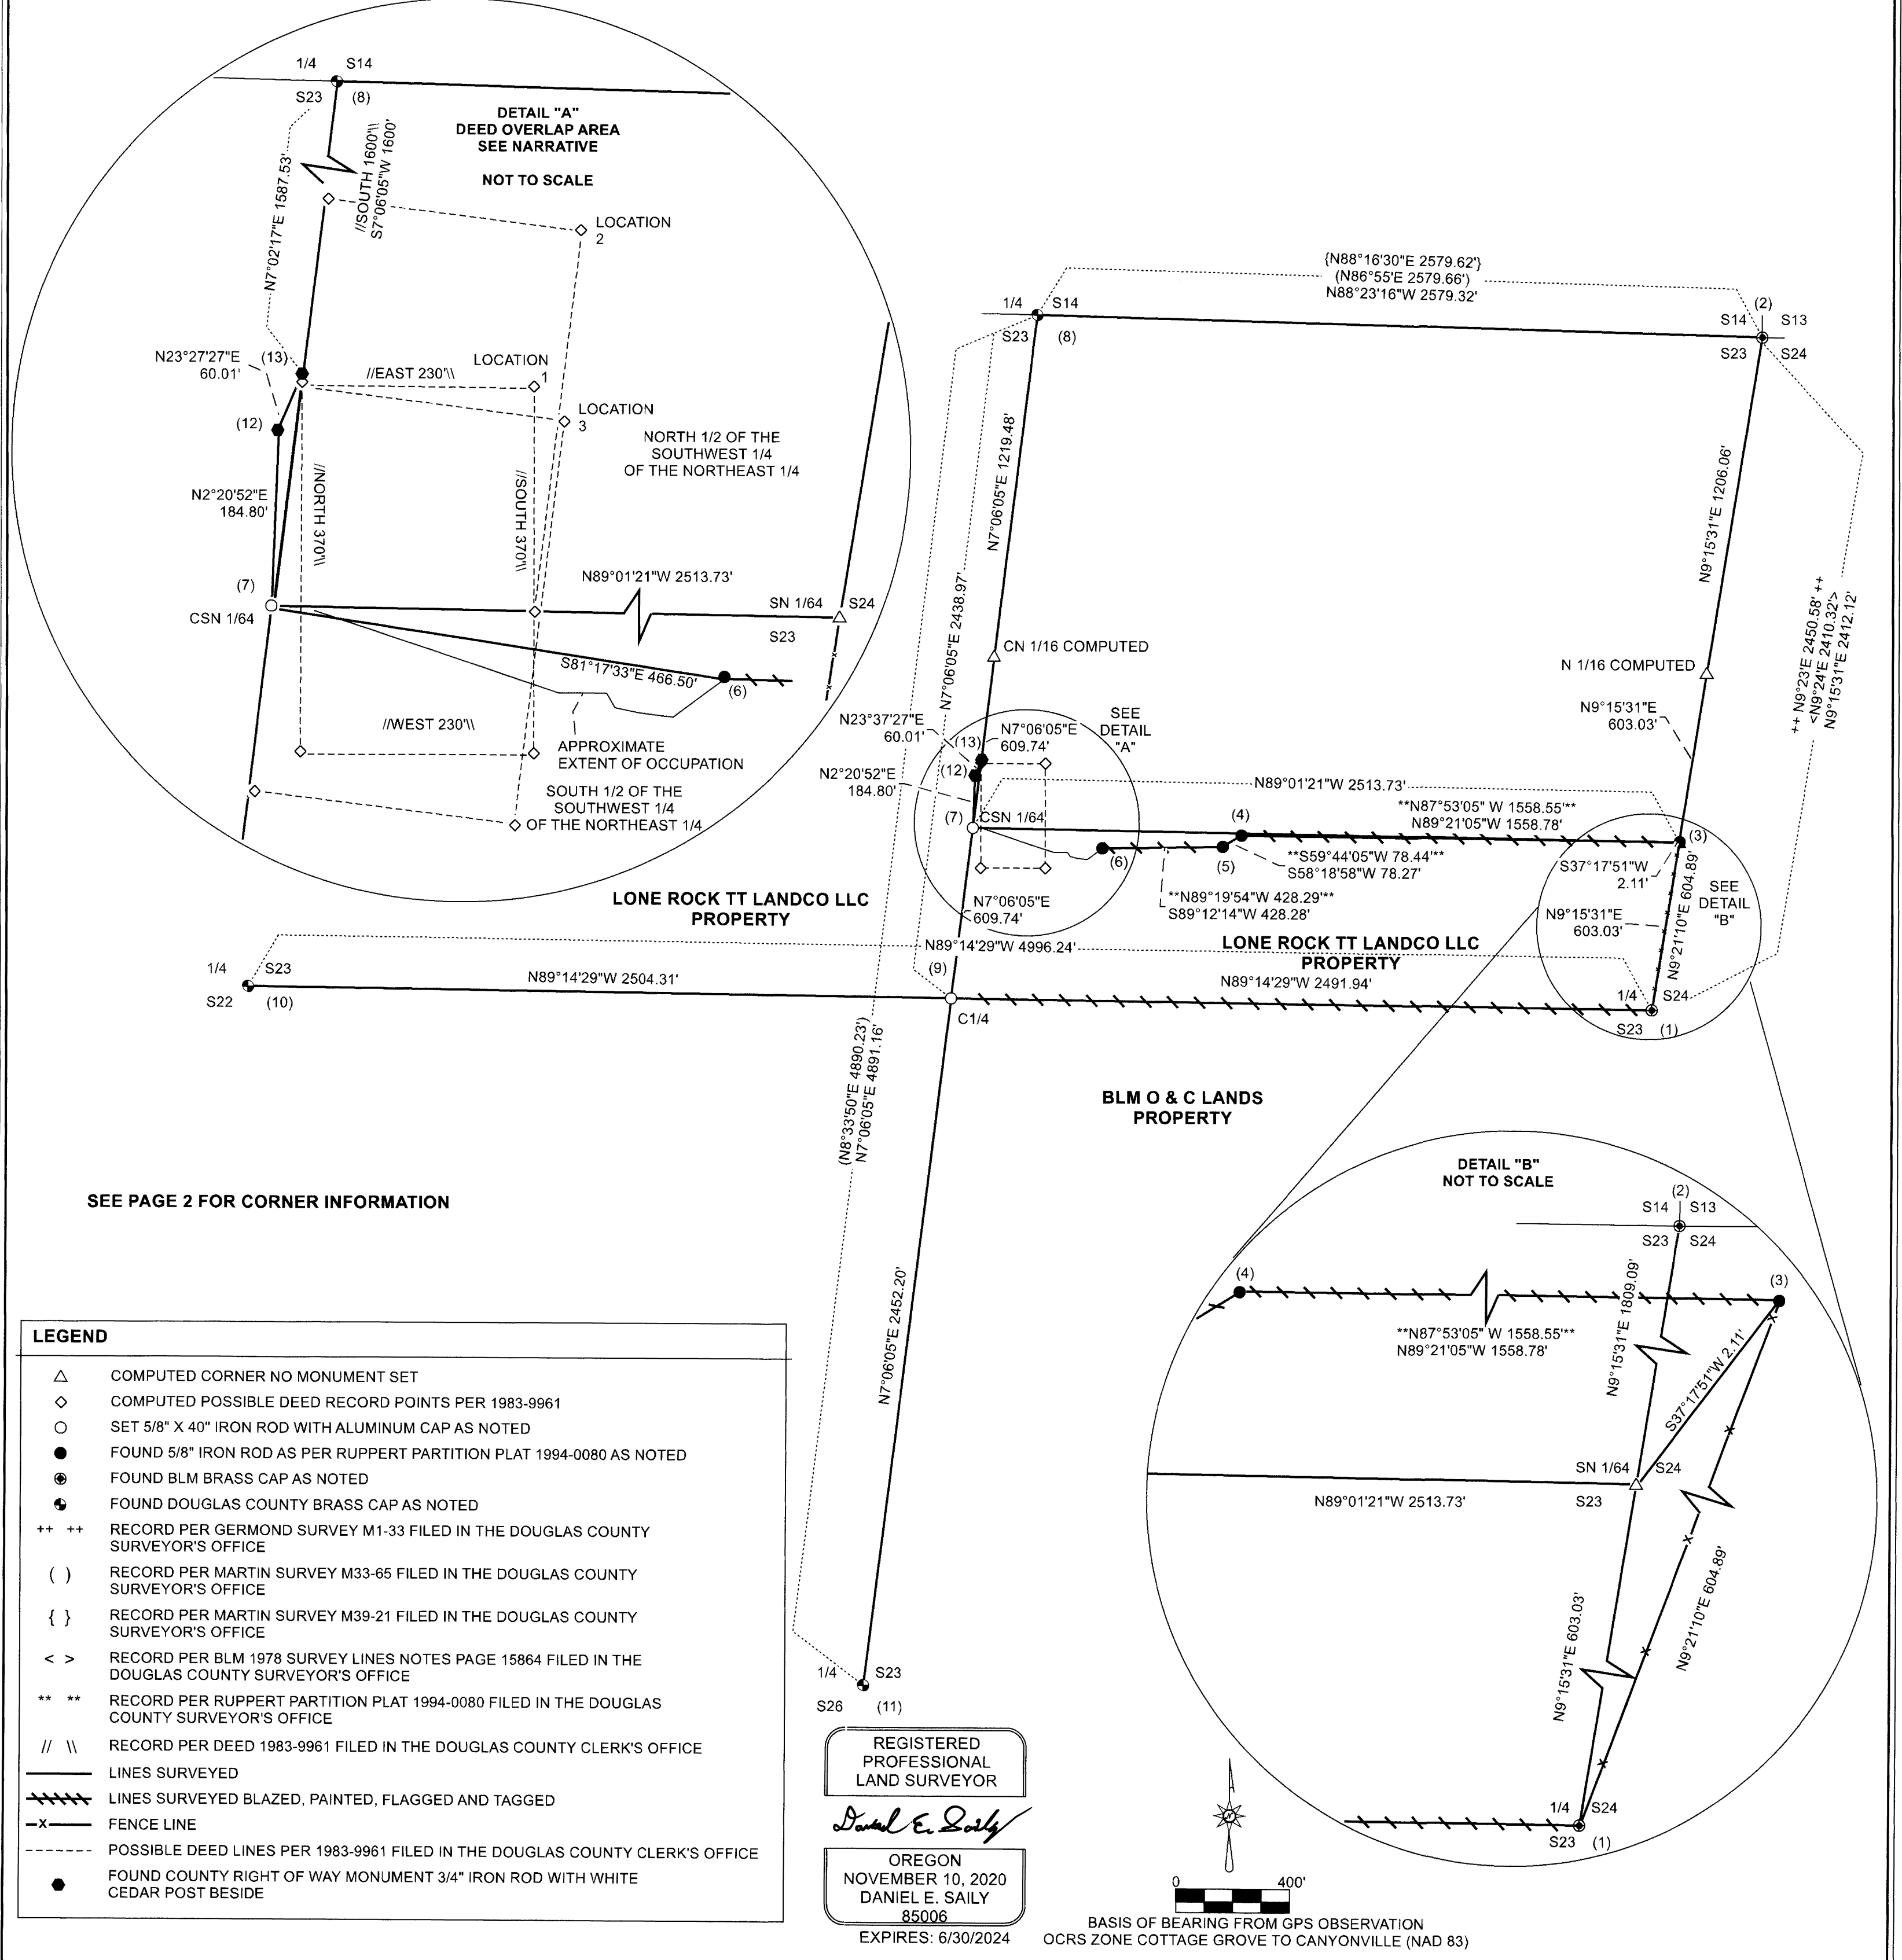 1/4 S14
S23 (8)
DETAIL "A"
DEED OVERLAP AREA
SEE NARRATIVE
NOT TO SCALE
N7°02'17"E 1587.53'
//SOUTH 1600'\\
S7°06'05"W 1600'
LOCATION
2
N23°27'27"E
60.01'
(13)
(12)
LOCATION
1
//EAST 230'\\
LOCATION
3
NORTH 1/2 OF THE
SOUTHWEST 1/4
OF THE NORTHEAST 1/4
N2°20'52"E
184.80'
//NORTH 370'\\
//SOUTH 370'\\
(7)
CSN 1/64
N89°01'21"W 2513.73'
SN 1/64 S24
S23
S81°17'33"E 466.50'
(6)
//WEST 230'\\
APPROXIMATE
EXTENT OF OCCUPATION
SOUTH 1/2 OF THE
SOUTHWEST 1/4
OF THE NORTHEAST 1/4
{N88°16'30"E 2579.62'}
(N86°55'E 2579.66')
N88°23'16"W 2579.32'
1/4 S14
S23 (8)
(2)
S14 S13
S23 S24
N7°06'05"E 1219.48'
N7°06'05"E 2438.97'
N9°15'31"E 1206.06'
++ N9°23'E 2450.58' ++
<N9°24'E 2410.32'>
N9°15'31"E 2412.12'
CN 1/16 COMPUTED
N 1/16 COMPUTED
N9°15'31"E
603.03'
N23°37'27"E
60.01'
(13)
N7°06'05"E
609.74'
SEE
DETAIL
"A"
(12)
N2°20'52"E
184.80'
(7)
CSN 1/64
N89°01'21"W 2513.73'
**N87°53'05" W 1558.55'**
N89°21'05"W 1558.78'
(4)
(3)
(6)
(5)
**S59°44'05"W 78.44'**
S58°18'58"W 78.27'
S37°17'51"W
2.11'
**N89°19'54"W 428.29'**
S89°12'14"W 428.28'
N9°21'10"E 604.89'
SEE
DETAIL
"B"
N9°15'31"E
603.03'
LONE ROCK TT LANDCO LLC
PROPERTY
N7°06'05"E
609.74'
N89°14'29"W 4996.24'
LONE ROCK TT LANDCO LLC
PROPERTY
1/4 S23
S22 (10)
N89°14'29"W 2504.31'
(9)
C1/4
N89°14'29"W 2491.94'
1/4 S24
S23 (1)
(N8°33'50"E 4890.23')
N7°06'05"E 4891.16'
BLM O & C LANDS
PROPERTY
SEE PAGE 2 FOR CORNER INFORMATION
N7°06'05"E 2452.20'
1/4 S23
S26 (11)
DETAIL "B"
NOT TO SCALE
(2)
S14 S13
S23 S24
(4)
(3)
**N87°53'05" W 1558.55'**
N89°21'05"W 1558.78'
N9°15'31"E 1809.09'
S37°17'51"W 2.11'
SN 1/64 S24
S23
N89°01'21"W 2513.73'
N9°15'31"E 603.03'
N9°21'10"E 604.89'
1/4 S24
S23 (1)
LEGEND
COMPUTED CORNER NO MONUMENT SET
COMPUTED POSSIBLE DEED RECORD POINTS PER 1983-9961
SET 5/8" X 40" IRON ROD WITH ALUMINUM CAP AS NOTED
FOUND 5/8" IRON ROD AS PER RUPPERT PARTITION PLAT 1994-0080 AS NOTED
FOUND BLM BRASS CAP AS NOTED
FOUND DOUGLAS COUNTY BRASS CAP AS NOTED
++ ++ RECORD PER GERMOND SURVEY M1-33 FILED IN THE DOUGLAS COUNTY
SURVEYOR'S OFFICE
( ) RECORD PER MARTIN SURVEY M33-65 FILED IN THE DOUGLAS COUNTY
SURVEYOR'S OFFICE
{ } RECORD PER MARTIN SURVEY M39-21 FILED IN THE DOUGLAS COUNTY
SURVEYOR'S OFFICE
< > RECORD PER BLM 1978 SURVEY LINES NOTES PAGE 15864 FILED IN THE
DOUGLAS COUNTY SURVEYOR'S OFFICE
** ** RECORD PER RUPPERT PARTITION PLAT 1994-0080 FILED IN THE DOUGLAS
COUNTY SURVEYOR'S OFFICE
// \\ RECORD PER DEED 1983-9961 FILED IN THE DOUGLAS COUNTY CLERK'S OFFICE
LINES SURVEYED
LINES SURVEYED BLAZED, PAINTED, FLAGGED AND TAGGED
x FENCE LINE
POSSIBLE DEED LINES PER 1983-9961 FILED IN THE DOUGLAS COUNTY CLERK'S OFFICE
FOUND COUNTY RIGHT OF WAY MONUMENT 3/4" IRON ROD WITH WHITE
CEDAR POST BESIDE
REGISTERED
PROFESSIONAL
LAND SURVEYOR
Daniel E. Saily
OREGON
NOVEMBER 10, 2020
DANIEL E. SAILY
85006
EXPIRES: 6/30/2024
N
0 400'
BASIS OF BEARING FROM GPS OBSERVATION
OCRS ZONE COTTAGE GROVE TO CANYONVILLE (NAD 83)